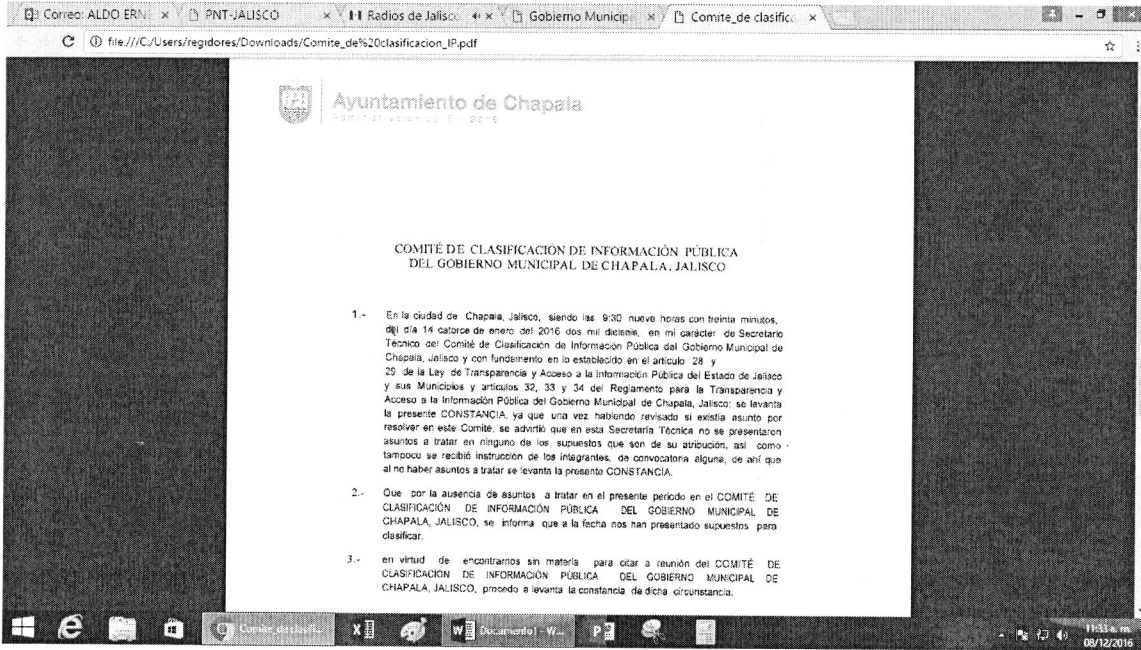 Correo: ALDO ERN
PNT-JALISCO
Radios de Jalisco
Gobierno Municip
Comite_de clasific
file:///C:/Users/regidores/Downloads/Comite_de%20clasificacion_IP.pdf
Ayuntamiento de Chapala
COMITÉ DE CLASIFICACIÓN DE INFORMACIÓN PÚBLICA
DEL GOBIERNO MUNICIPAL DE CHAPALA, JALISCO
1.- En la ciudad de Chapala, Jalisco, siendo las 9:30 nueve horas con treinta minutos,
del día 14 catorce de enero del 2016 dos mil dieiseis, en mi carácter de Secretario
Técnico del Comité de Clasificación de Información Pública del Gobierno Municipal de
Chapala, Jalisco y con fundamento en lo establecido en el artículo 28 y
29 de la Ley de Transparencia y Acceso a la Información Pública del Estado de Jalisco
y sus Municipios y artículos 32, 33 y 34 del Reglamento para la Transparencia y
Acceso a la Información Pública del Gobierno Municipal de Chapala, Jalisco; se levanta
la presente CONSTANCIA, ya que una vez habiendo revisado si existía asunto por
resolver en este Comité, se advirtió que en esta Secretaría Técnica no se presentaron
asuntos a tratar en ninguno de los supuestos que son de su atribución, así como
tampoco se recibió instrucción de los integrantes, de convocatoria alguna, de ahí que
al no haber asuntos a tratar se levanta la presente CONSTANCIA.
2.- Que por la ausencia de asuntos a tratar en el presente periodo en el COMITÉ DE
CLASIFICACIÓN DE INFORMACIÓN PÚBLICA DEL GOBIERNO MUNICIPAL DE
CHAPALA, JALISCO, se informa que a la fecha nos han presentado supuestos para
clasificar.
3.- en virtud de encontrarnos sin materia para citar a reunión del COMITÉ DE
CLASIFICACIÓN DE INFORMACIÓN PÚBLICA DEL GOBIERNO MUNICIPAL DE
CHAPALA, JALISCO, procedo a levanta la constancia de dicha circunstancia.
Comite_de clasifi...
Documento1 - W...
11:33 a. m.
08/12/2016